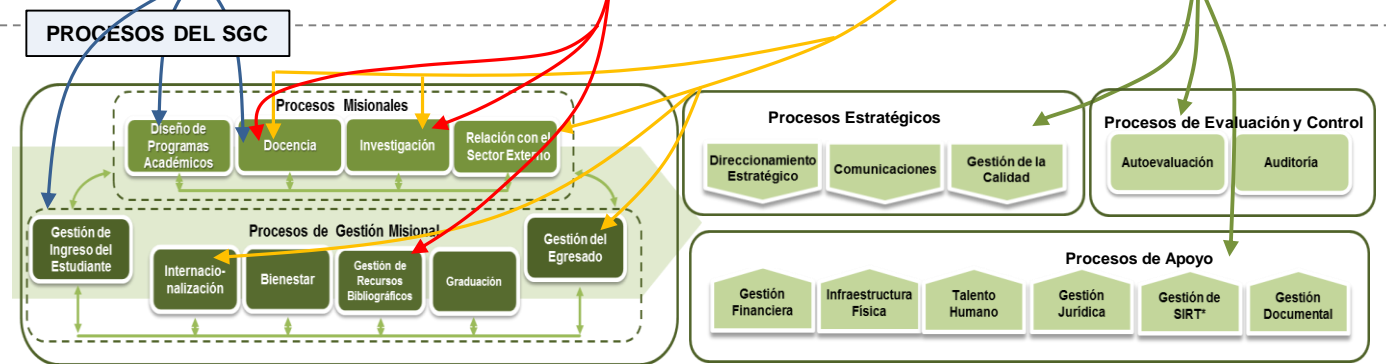 PROCESOS DEL SGC
Procesos Misionales
Diseño de
Programas
Académicos
Docencia
Investigación
Relación con el
Sector Externo
Procesos de Gestión Misional
Gestión de
Ingreso del
Estudiante
Internacio-
nalización
Bienestar
Gestión de
Recursos
Bibliográficos
Graduación
Gestión del
Egresado
Procesos Estratégicos
Direccionamiento
Estratégico
Comunicaciones
Gestión de la
Calidad
Procesos de Evaluación y Control
Autoevaluación
Auditoría
Procesos de Apoyo
Gestión
Financiera
Infraestructura
Física
Talento
Humano
Gestión
Jurídica
Gestión de
SIRT*
Gestión
Documental